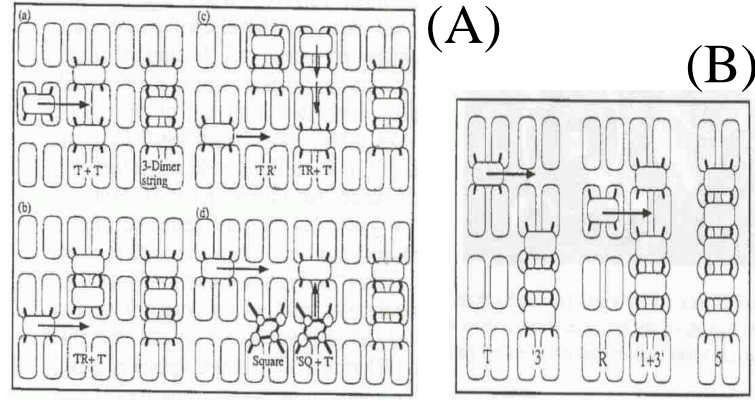 (A)
(a)
(c)
T + T'
3-Dimer
string
'T R'
'TR+ T'
(b)
(d)
'TR+ T'
Square
'SQ + T'
(B)
T
'3'
R
'1+3'
5